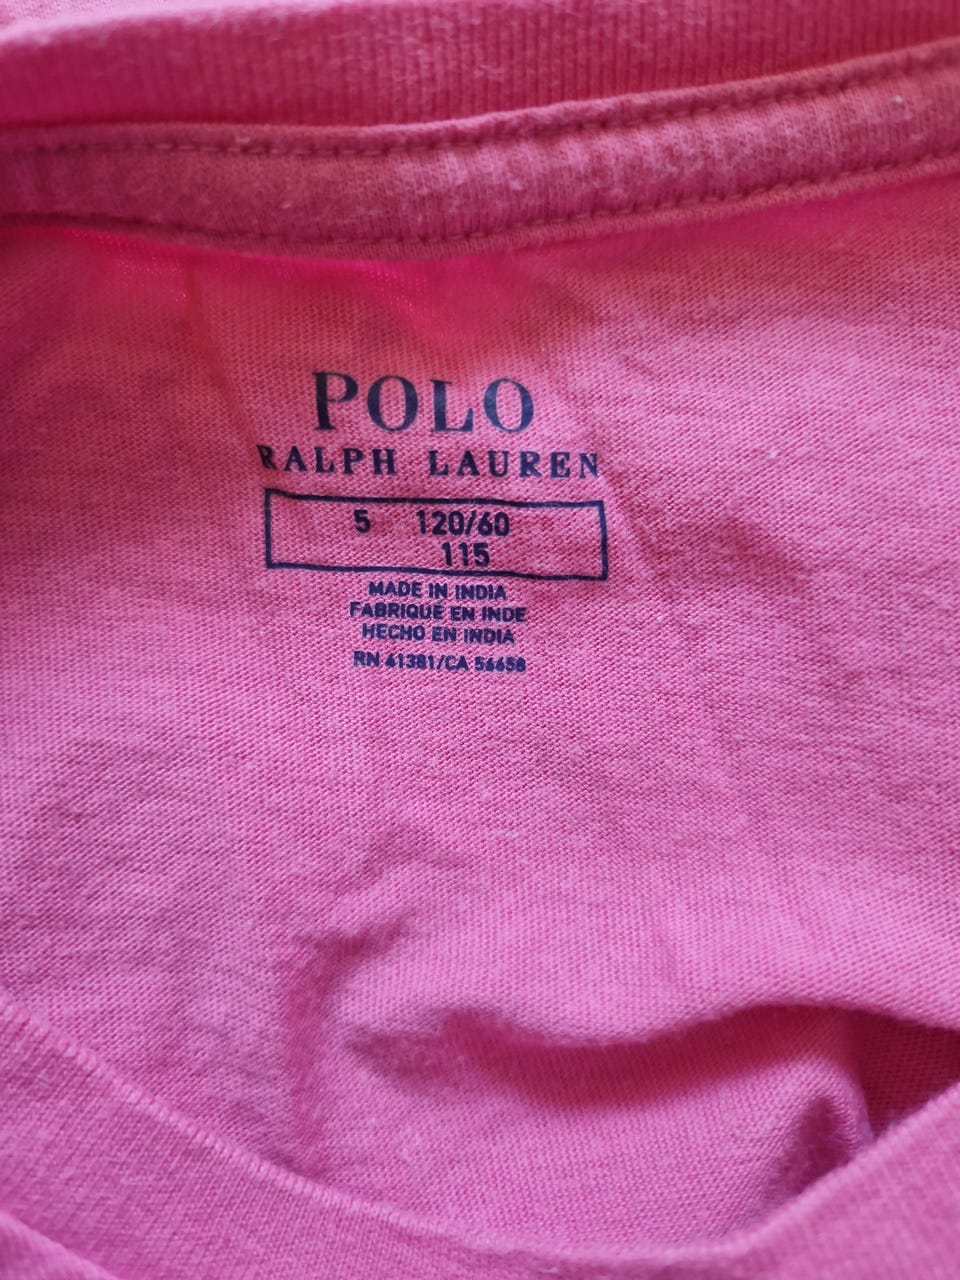 POLO
RALPH LAUREN
5 120/60
115
MADE IN INDIA
FABRIQUÉ EN INDE
HECHO EN INDIA
RN 41381/CA 56658